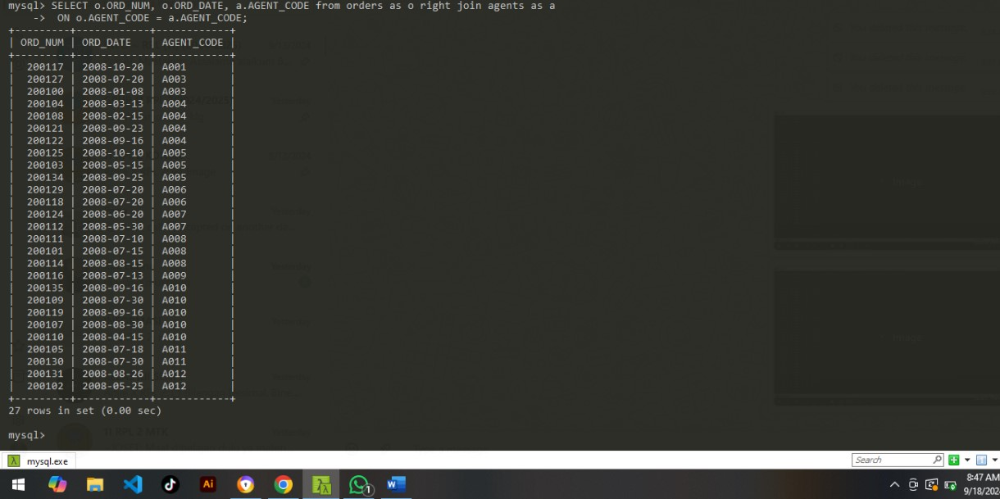 mysql> SELECT o.ORD_NUM, o.ORD_DATE, a.AGENT_CODE from orders as o right join agents as a
    -> ON o.AGENT_CODE = a.AGENT_CODE;
+---------+------------+------------+
| ORD_NUM | ORD_DATE   | AGENT_CODE |
+---------+------------+------------+
|  200117 | 2008-10-20 | A001       |
|  200127 | 2008-07-20 | A003       |
|  200100 | 2008-01-08 | A003       |
|  200104 | 2008-03-13 | A004       |
|  200108 | 2008-02-15 | A004       |
|  200121 | 2008-09-23 | A004       |
|  200122 | 2008-09-16 | A004       |
|  200125 | 2008-10-10 | A005       |
|  200103 | 2008-05-15 | A005       |
|  200134 | 2008-09-25 | A005       |
|  200129 | 2008-07-20 | A006       |
|  200118 | 2008-07-20 | A006       |
|  200124 | 2008-06-20 | A007       |
|  200112 | 2008-05-30 | A007       |
|  200111 | 2008-07-10 | A008       |
|  200101 | 2008-07-15 | A008       |
|  200114 | 2008-08-15 | A008       |
|  200116 | 2008-07-13 | A009       |
|  200135 | 2008-09-16 | A010       |
|  200109 | 2008-07-30 | A010       |
|  200119 | 2008-09-16 | A010       |
|  200107 | 2008-08-30 | A010       |
|  200110 | 2008-04-15 | A010       |
|  200105 | 2008-07-18 | A011       |
|  200130 | 2008-07-30 | A011       |
|  200131 | 2008-08-26 | A012       |
|  200102 | 2008-05-25 | A012       |
+---------+------------+------------+
27 rows in set (0.00 sec)
mysql>
mysql.exe
Search
Ai
1
8:47 AM
9/18/202